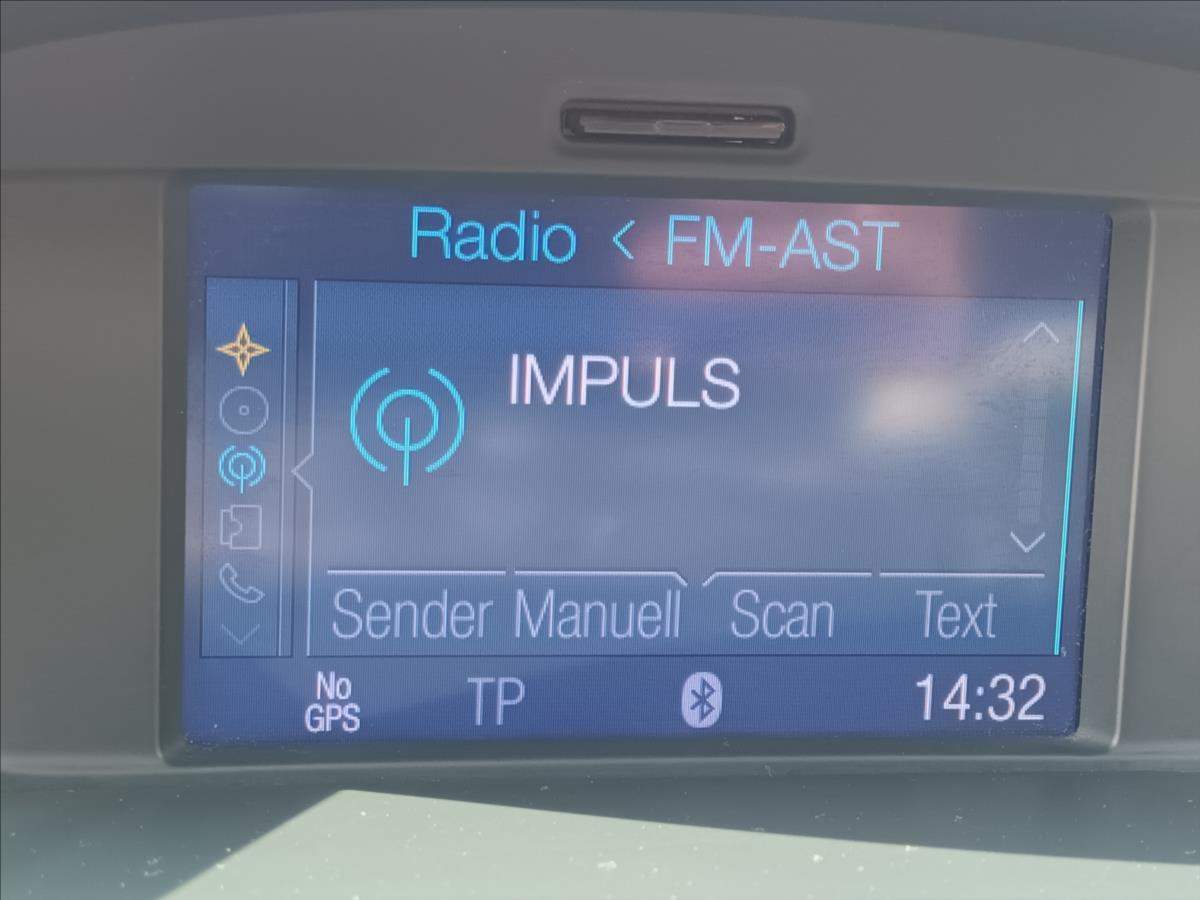 Radio < FM-AST
IMPULS
Sender Manuell Scan Text
No GPS TP 14:32